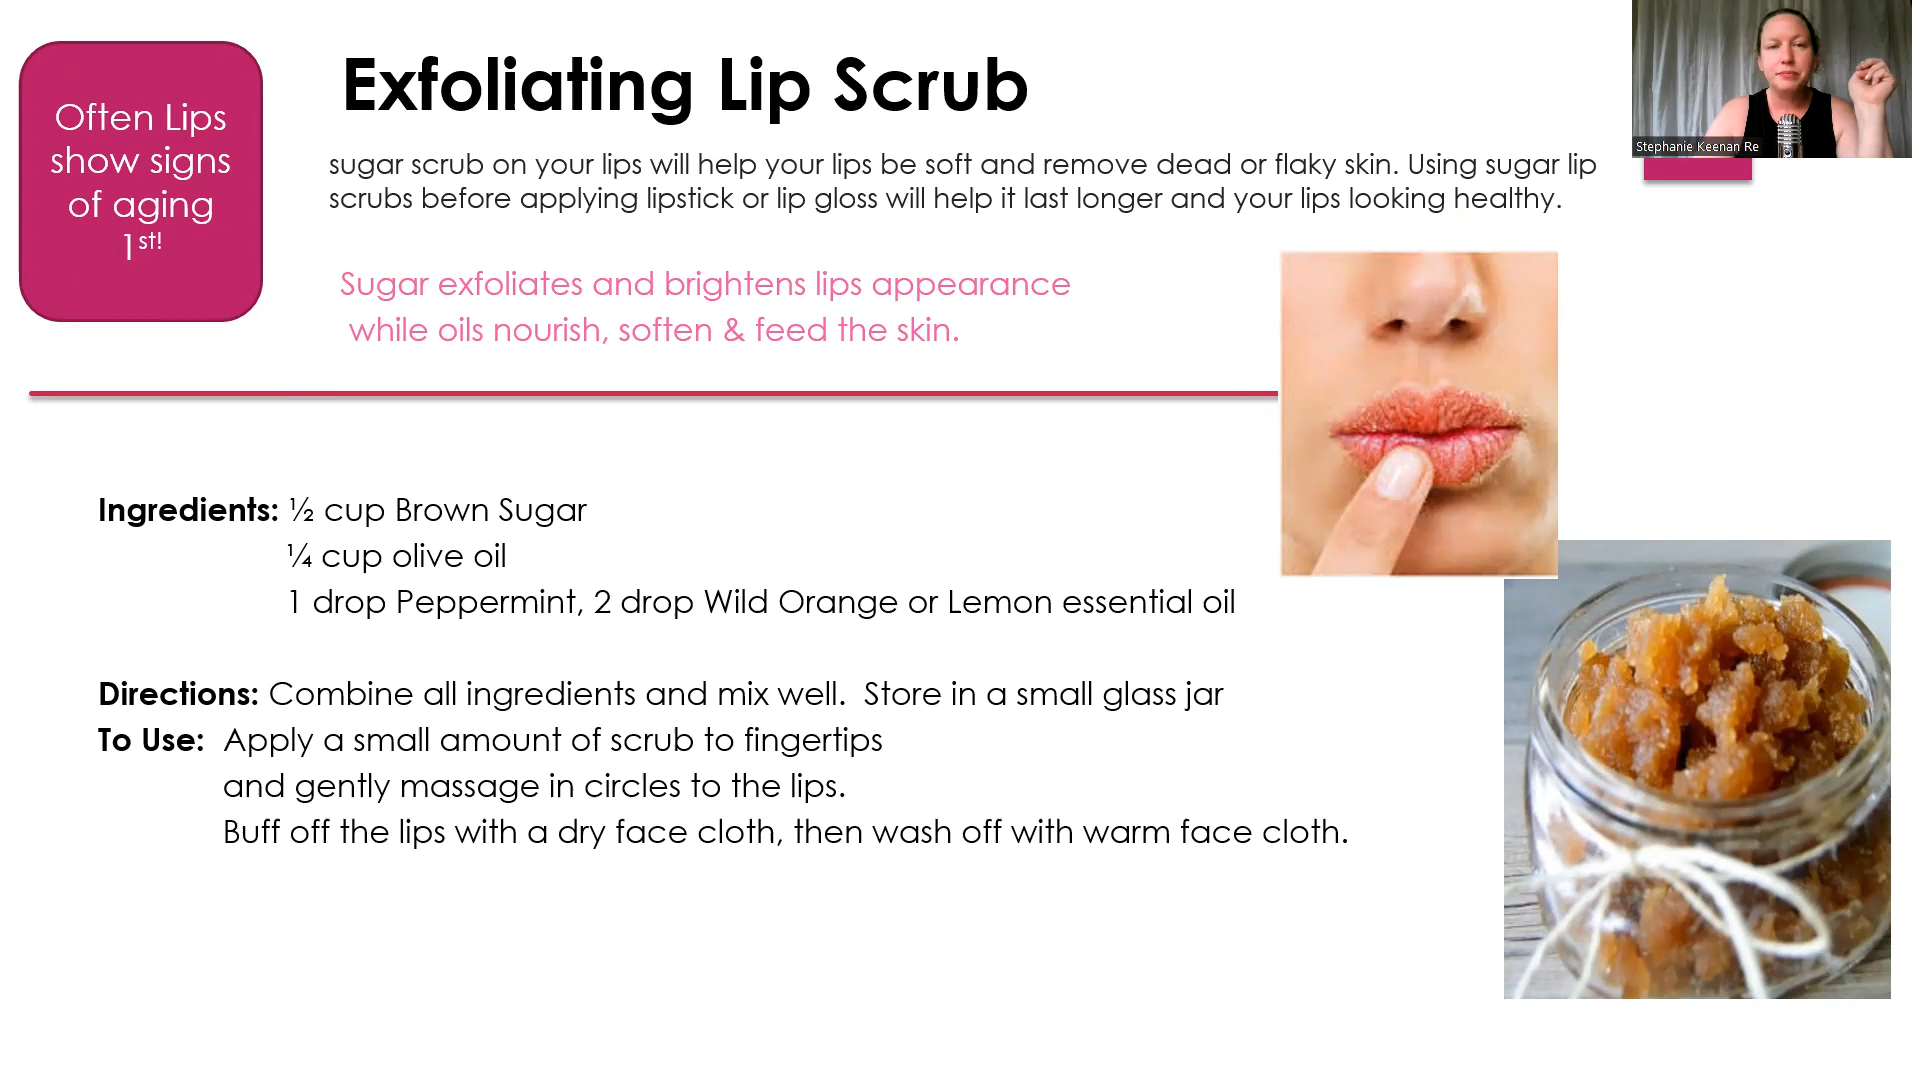 Often Lips
show signs
of aging
1st!
Exfoliating Lip Scrub
sugar scrub on your lips will help your lips be soft and remove dead or flaky skin. Using sugar lip
scrubs before applying lipstick or lip gloss will help it last longer and your lips looking healthy.
Sugar exfoliates and brightens lips appearance
while oils nourish, soften & feed the skin.
Stephanie Keenan Re
Ingredients: ½ cup Brown Sugar
¼ cup olive oil
1 drop Peppermint, 2 drop Wild Orange or Lemon essential oil
Directions: Combine all ingredients and mix well.  Store in a small glass jar
To Use:  Apply a small amount of scrub to fingertips
and gently massage in circles to the lips.
Buff off the lips with a dry face cloth, then wash off with warm face cloth.